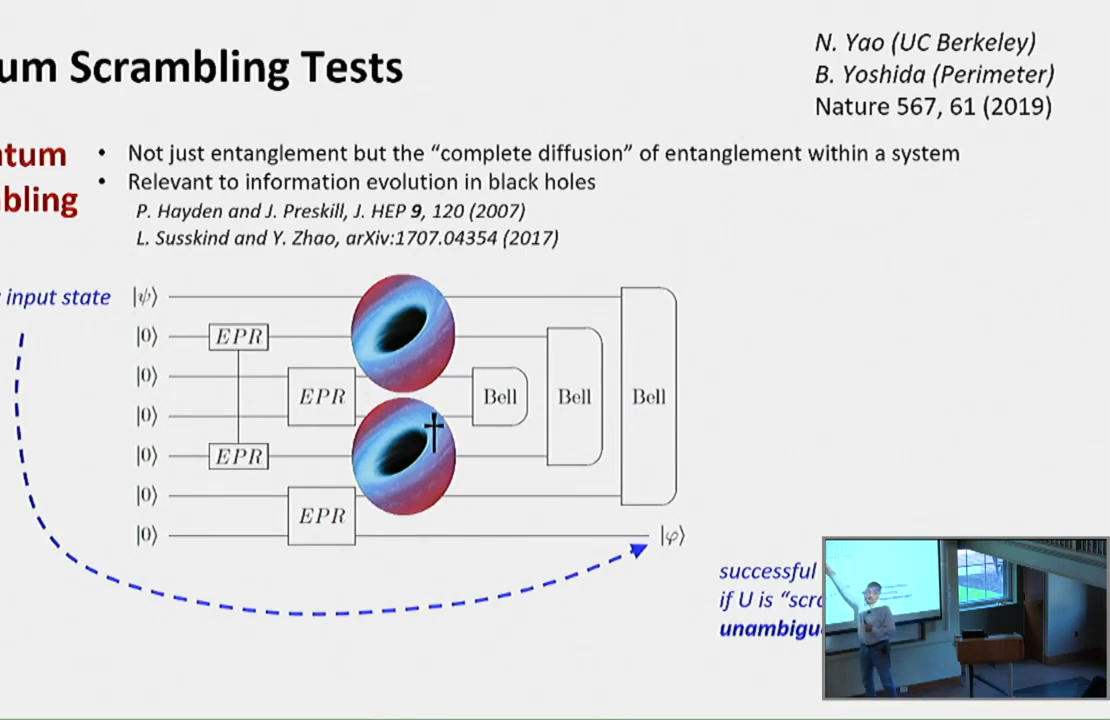 um Scrambling Tests
N. Yao (UC Berkeley)
B. Yoshida (Perimeter)
Nature 567, 61 (2019)
ntum
bling
• Not just entanglement but the “complete diffusion” of entanglement within a system
• Relevant to information evolution in black holes
P. Hayden and J. Preskill, J. HEP 9, 120 (2007)
L. Susskind and Y. Zhao, arXiv:1707.04354 (2017)
input state
|ψ⟩
|0⟩ EPR
|0⟩
EPR Bell Bell Bell
|0⟩
†
|0⟩ EPR
|0⟩
EPR
|0⟩ |φ⟩
successful
if U is “scr
unambigu